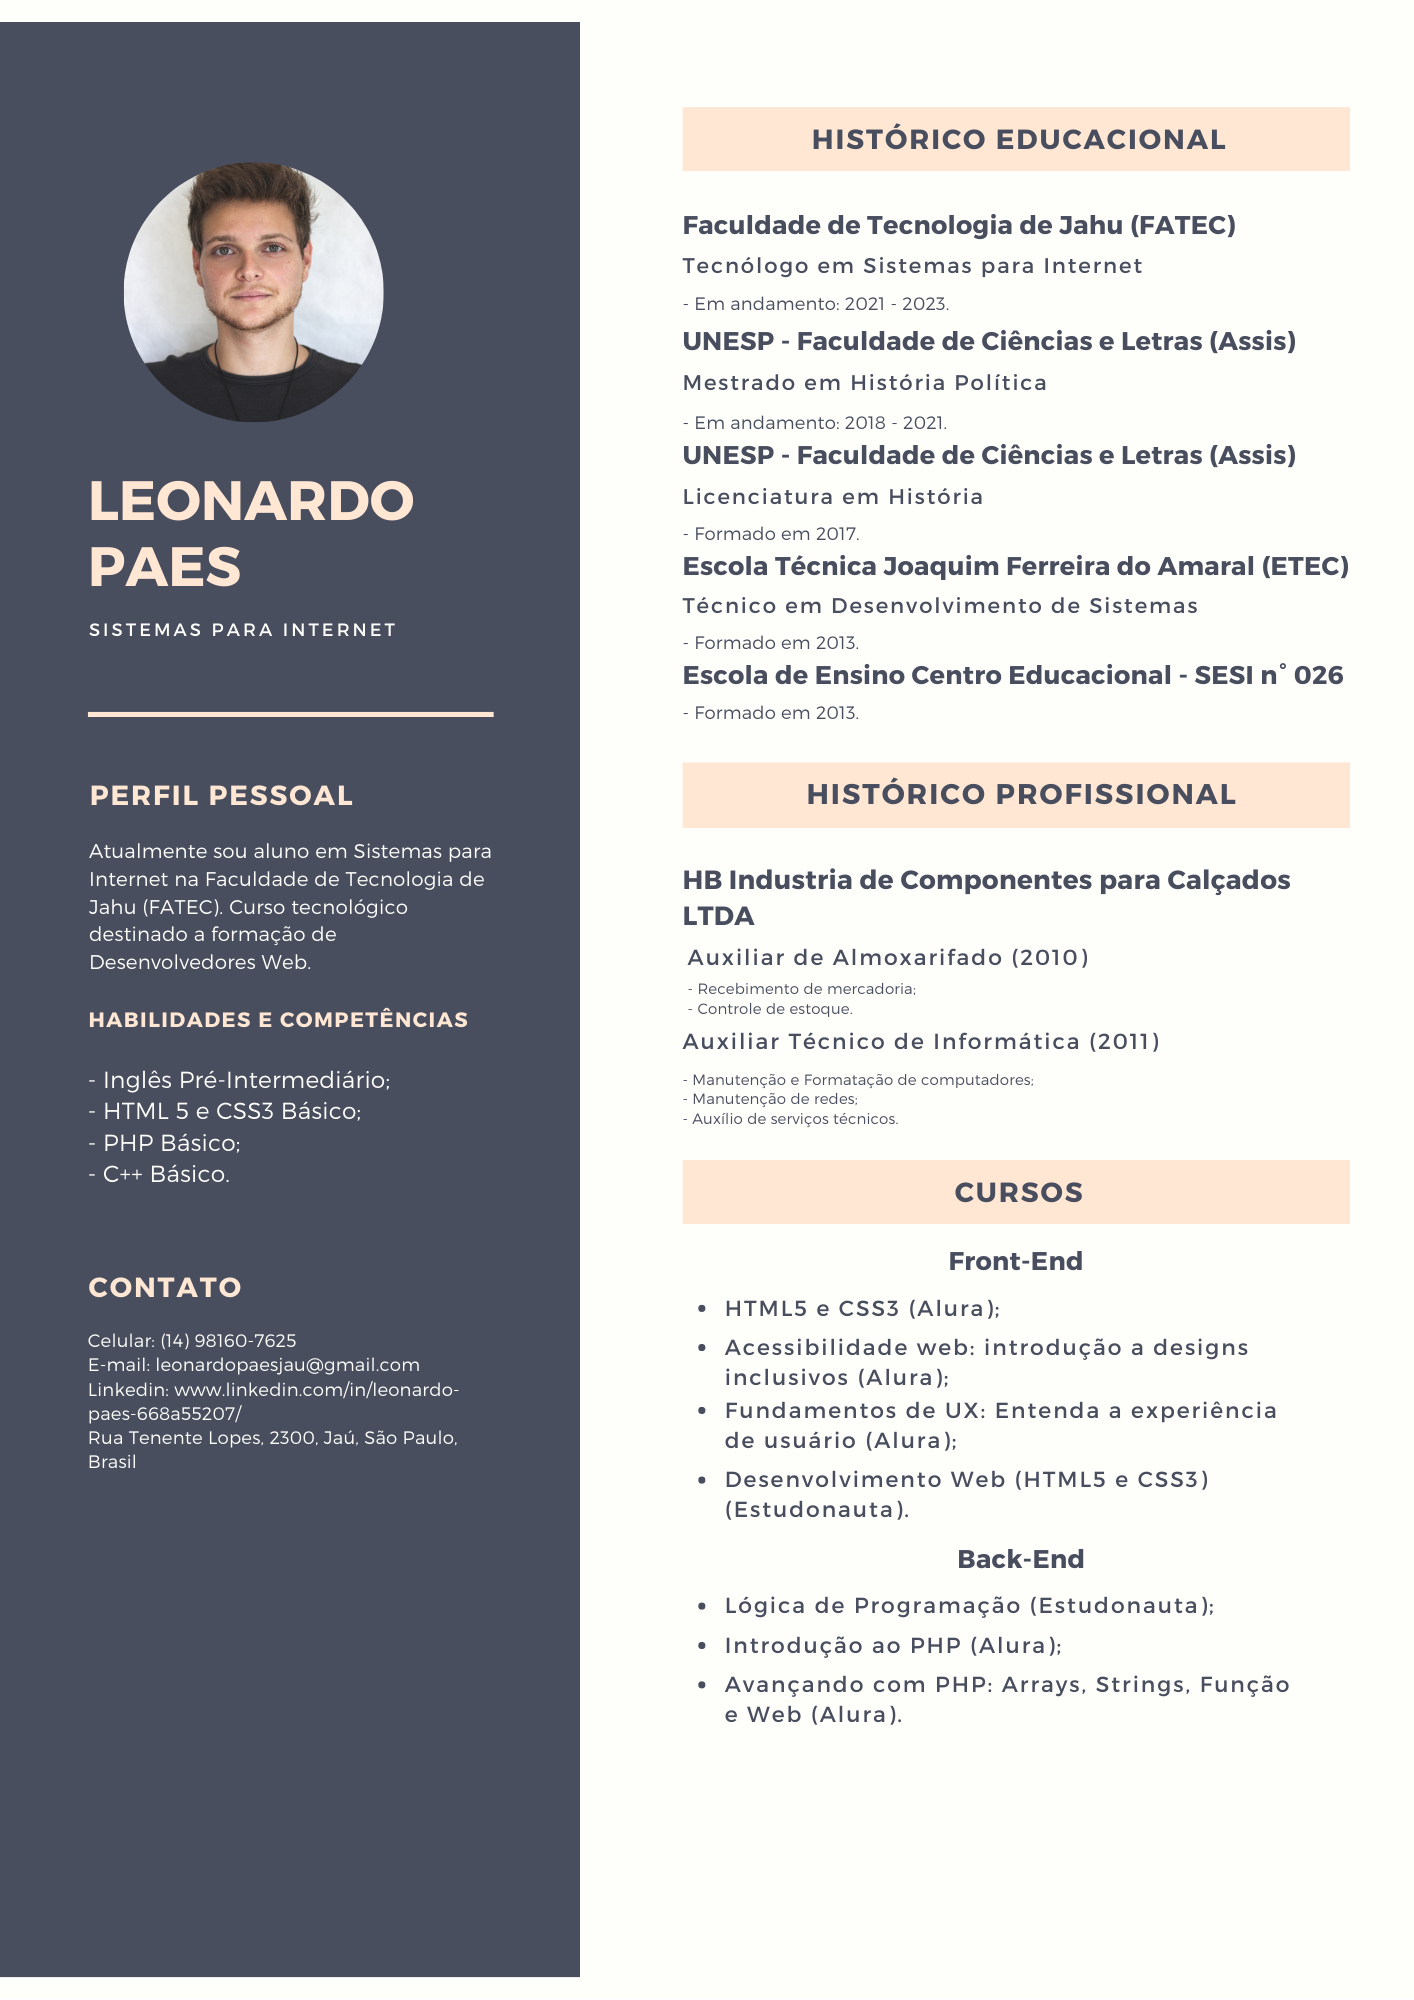 LEONARDO
PAES
SISTEMAS PARA INTERNET
PERFIL PESSOAL
Atualmente sou aluno em Sistemas para
Internet na Faculdade de Tecnologia de
Jahu (FATEC). Curso tecnológico
destinado a formação de
Desenvolvedores Web.
HABILIDADES E COMPETÊNCIAS
- Inglês Pré-Intermediário;
- HTML 5 e CSS3 Básico;
- PHP Básico;
- C++ Básico.
CONTATO
Celular: (14) 98160-7625
E-mail: leonardopaesjau@gmail.com
Linkedin: www.linkedin.com/in/leonardo-
paes-668a55207/
Rua Tenente Lopes, 2300, Jaú, São Paulo,
Brasil
HISTÓRICO EDUCACIONAL
Faculdade de Tecnologia de Jahu (FATEC)
Tecnólogo em Sistemas para Internet
- Em andamento: 2021 - 2023.
UNESP - Faculdade de Ciências e Letras (Assis)
Mestrado em História Política
- Em andamento: 2018 - 2021.
UNESP - Faculdade de Ciências e Letras (Assis)
Licenciatura em História
- Formado em 2017.
Escola Técnica Joaquim Ferreira do Amaral (ETEC)
Técnico em Desenvolvimento de Sistemas
- Formado em 2013.
Escola de Ensino Centro Educacional - SESI n° 026
- Formado em 2013.
HISTÓRICO PROFISSIONAL
HB Industria de Componentes para Calçados
LTDA
Auxiliar de Almoxarifado (2010)
- Recebimento de mercadoria;
- Controle de estoque.
Auxiliar Técnico de Informática (2011)
- Manutenção e Formatação de computadores;
- Manutenção de redes;
- Auxílio de serviços técnicos.
CURSOS
Front-End
• HTML5 e CSS3 (Alura);
• Acessibilidade web: introdução a designs
inclusivos (Alura);
• Fundamentos de UX: Entenda a experiência
de usuário (Alura);
• Desenvolvimento Web (HTML5 e CSS3)
(Estudonauta).
Back-End
• Lógica de Programação (Estudonauta);
• Introdução ao PHP (Alura);
• Avançando com PHP: Arrays, Strings, Função
e Web (Alura).